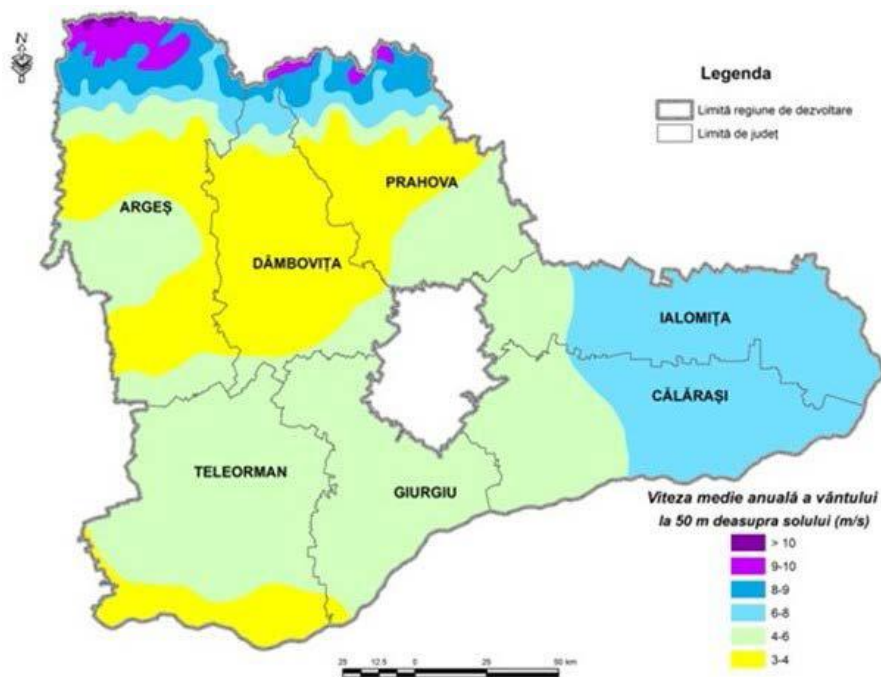 N
Legenda
Limită regiune de dezvoltare
Limită de județ
PRAHOVA
ARGEȘ
DÂMBOVIȚA
IALOMIȚA
CĂLĂRAȘI
TELEORMAN
GIURGIU
Viteza medie anuală a vântului
la 50 m deasupra solului (m/s)
> 10
9-10
8-9
6-8
4-6
3-4
25 12.5 0 25 50 km